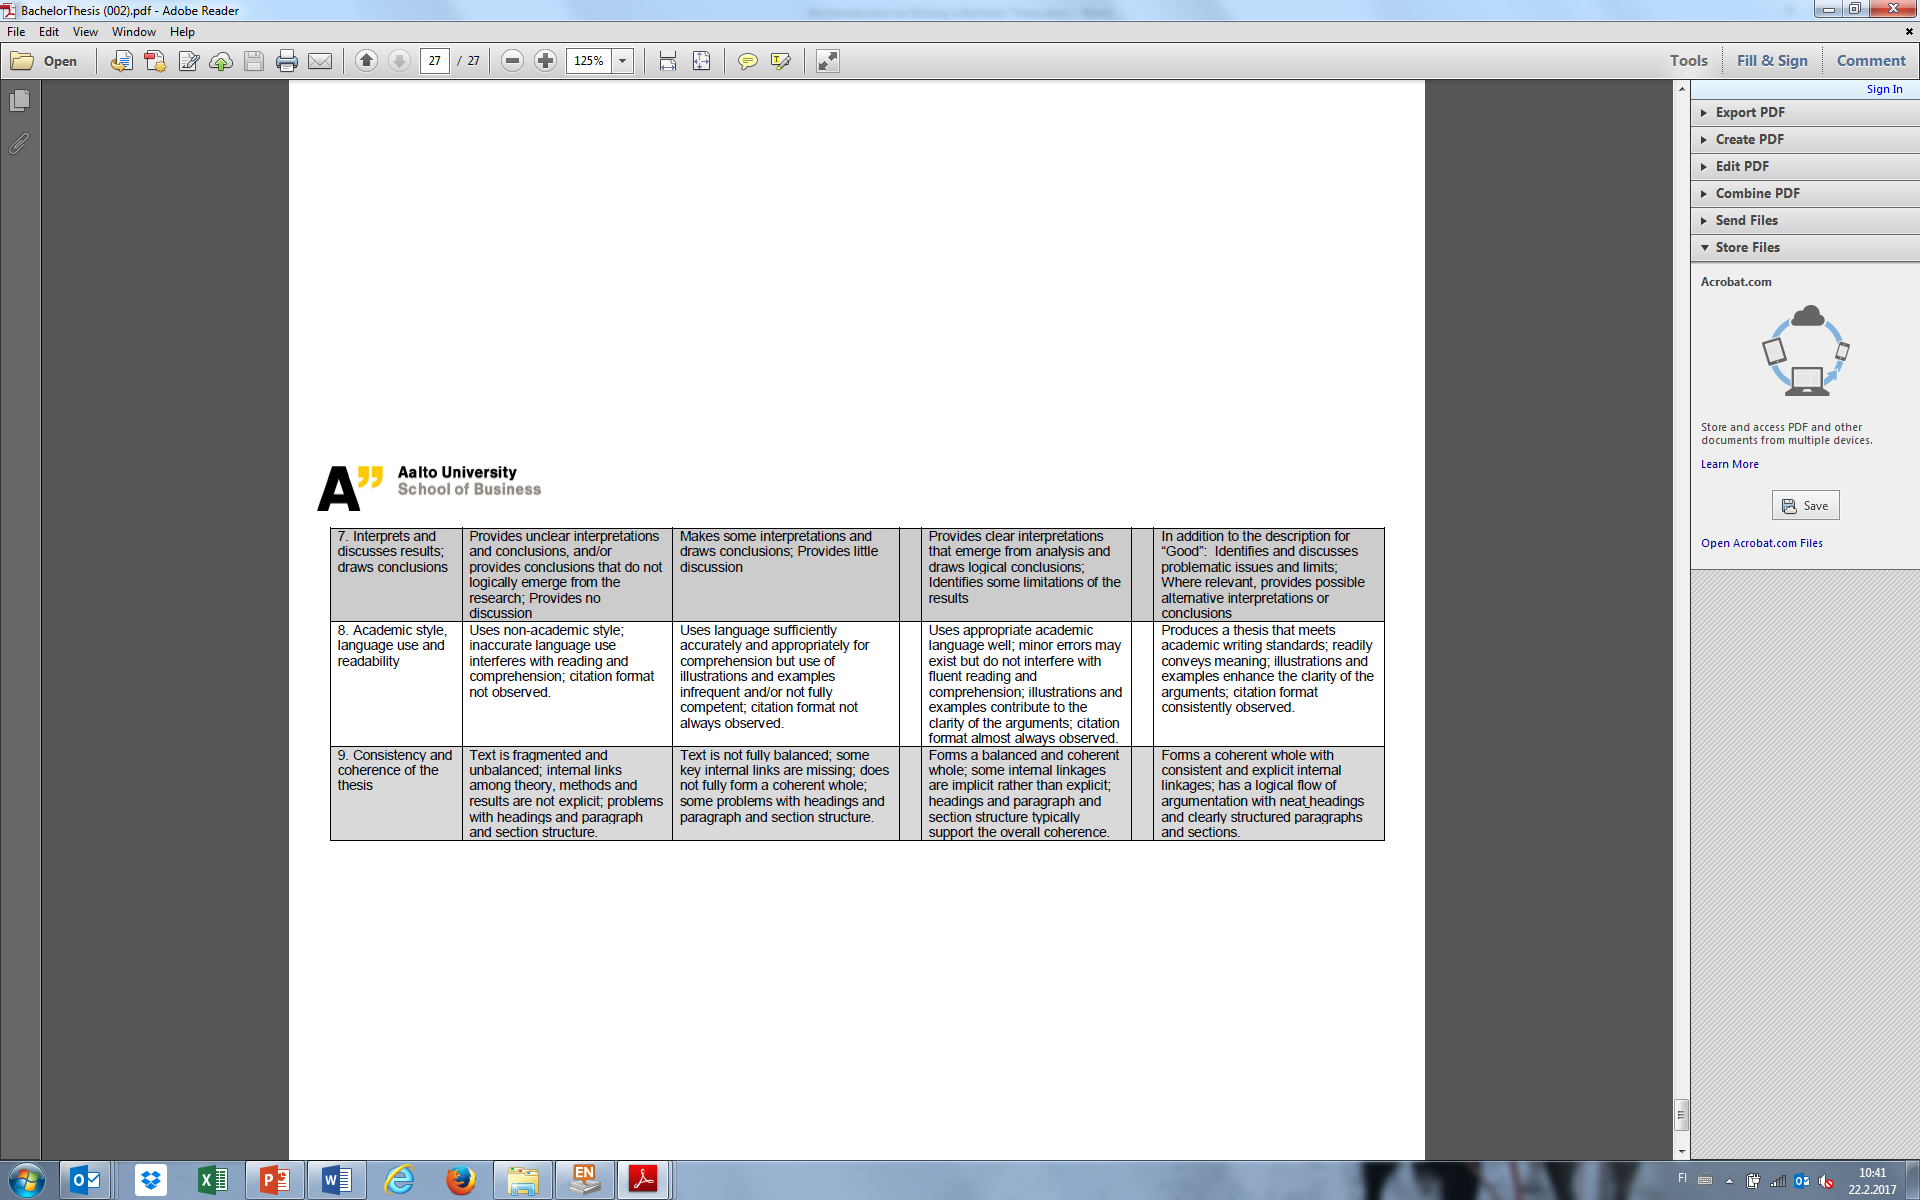 BachelorThesis (002).pdf - Adobe Reader
File Edit View Window Help
Open 27 / 27 125% Tools Fill & Sign Comment
Sign In
Export PDF
Create PDF
Edit PDF
Combine PDF
Send Files
Store Files
Acrobat.com
Store and access PDF and other
documents from multiple devices.
Learn More
Save
Open Acrobat.com Files
A”
Aalto University
School of Business
7. Interprets and
discusses results;
draws conclusions
Provides unclear interpretations
and conclusions, and/or
provides conclusions that do not
logically emerge from the
research; Provides no
discussion
Makes some interpretations and
draws conclusions; Provides little
discussion
Provides clear interpretations
that emerge from analysis and
draws logical conclusions;
Identifies some limitations of the
results
In addition to the description for
“Good”:  Identifies and discusses
problematic issues and limits;
Where relevant, provides possible
alternative interpretations or
conclusions
8. Academic style,
language use and
readability
Uses non-academic style;
inaccurate language use
interferes with reading and
comprehension; citation format
not observed.
Uses language sufficiently
accurately and appropriately for
comprehension but use of
illustrations and examples
infrequent and/or not fully
competent; citation format not
always observed.
Uses appropriate academic
language well; minor errors may
exist but do not interfere with
fluent reading and
comprehension; illustrations and
examples contribute to the
clarity of the arguments; citation
format almost always observed.
Produces a thesis that meets
academic writing standards; readily
conveys meaning; illustrations and
examples enhance the clarity of the
arguments; citation format
consistently observed.
9. Consistency and
coherence of the
thesis
Text is fragmented and
unbalanced; internal links
among theory, methods and
results are not explicit; problems
with headings and paragraph
and section structure.
Text is not fully balanced; some
key internal links are missing; does
not fully form a coherent whole;
some problems with headings and
paragraph and section structure.
Forms a balanced and coherent
whole; some internal linkages
are implicit rather than explicit;
headings and paragraph and
section structure typically
support the overall coherence.
Forms a coherent whole with
consistent and explicit internal
linkages; has a logical flow of
argumentation with neat headings
and clearly structured paragraphs
and sections.
EN
FI
10:41
22.2.2017